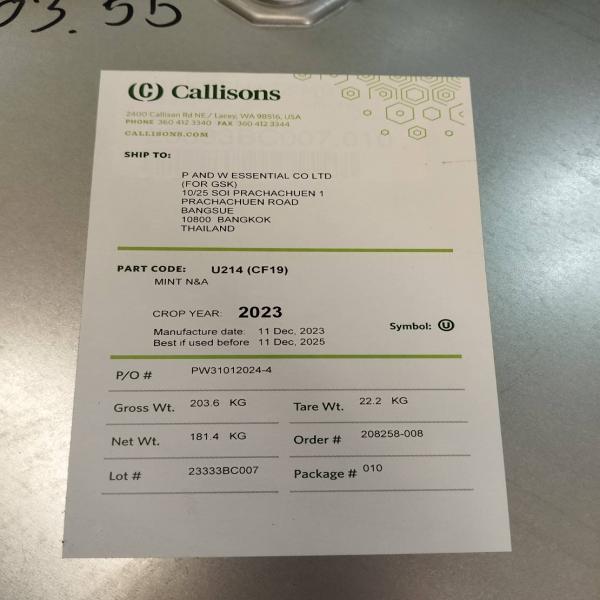 03.55
Callisons
2400 Callison Rd NE / Lacey, WA 98516, USA
PHONE 360 412 3340 FAX 360 412 3344
CALLISONS.COM
SHIP TO:
P AND W ESSENTIAL CO LTD
(FOR GSK)
10/25 SOI PRACHACHUEN 1
PRACHACHUEN ROAD
BANGSUE
10800 BANGKOK
THAILAND
PART CODE: U214 (CF19)
MINT N&A
CROP YEAR: 2023
Manufacture date: 11 Dec, 2023
Best if used before 11 Dec, 2025
Symbol: U
P/O # PW31012024-4
Gross Wt. 203.6 KG Tare Wt. 22.2 KG
Net Wt. 181.4 KG Order # 208258-008
Lot # 23333BC007 Package # 010